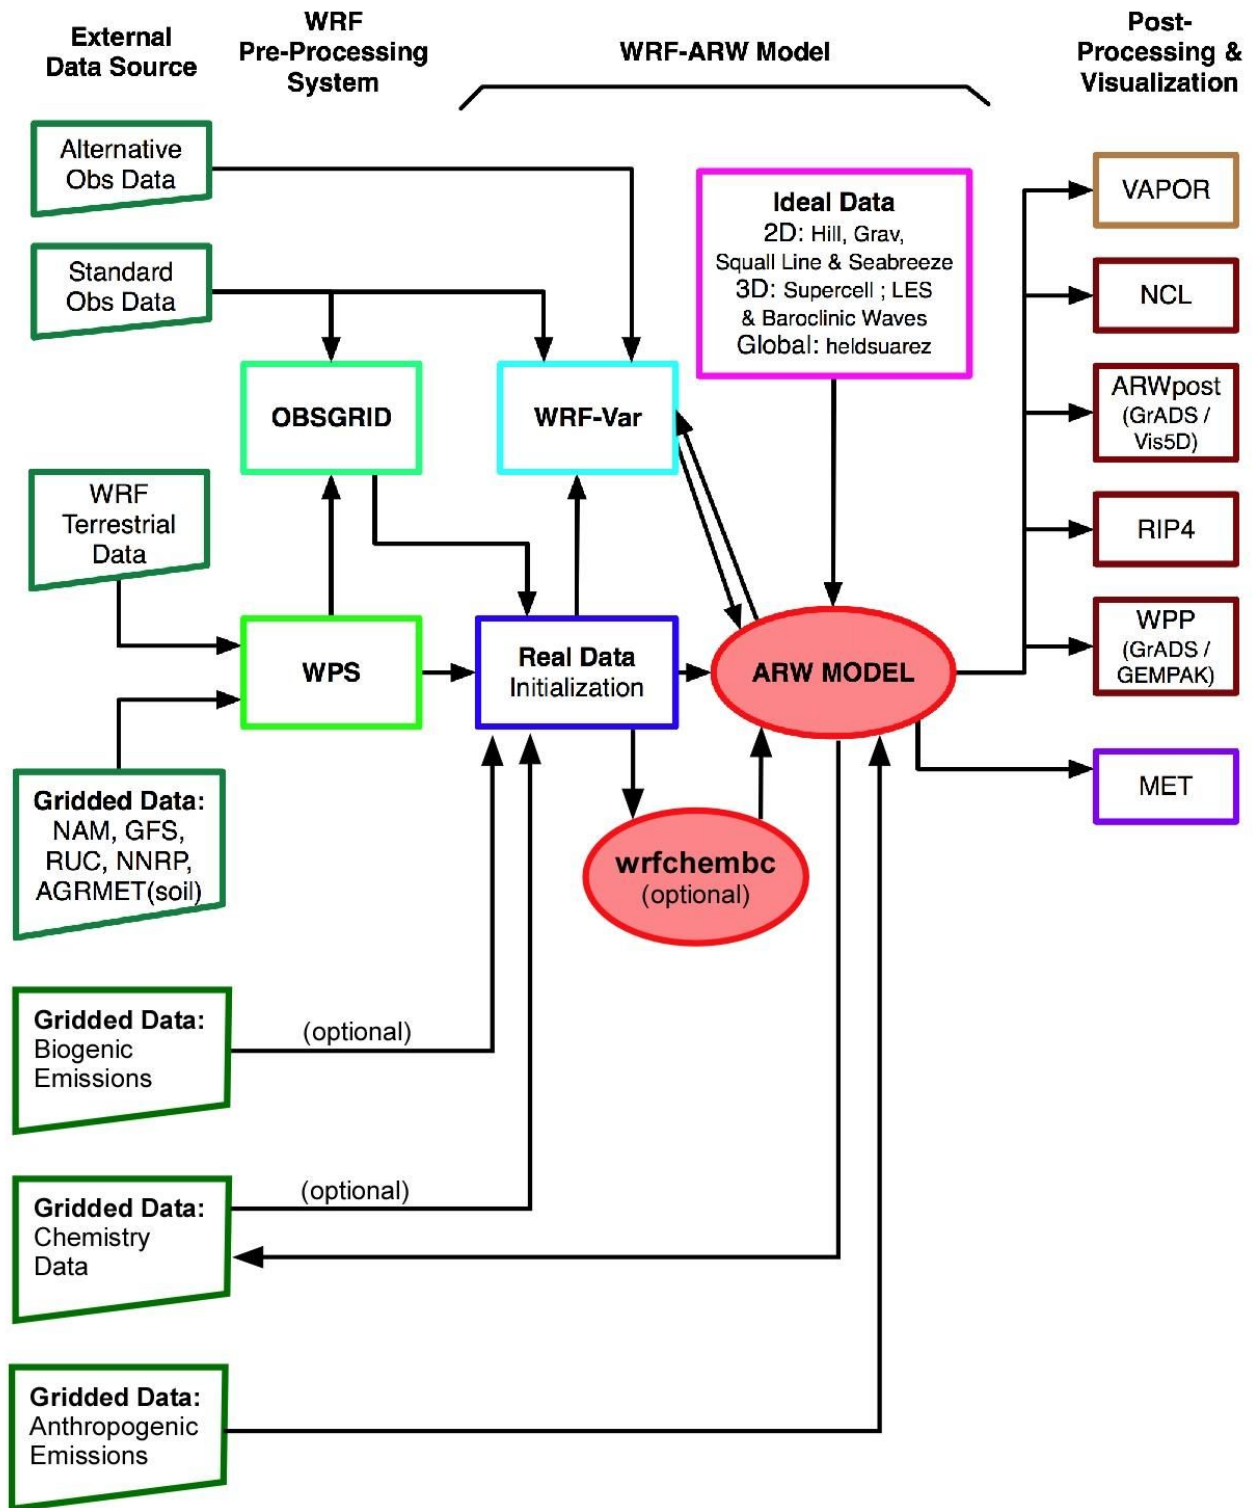 External
Data Source
WRF
Pre-Processing
System
WRF-ARW Model
Post-
Processing &
Visualization
Alternative
Obs Data
Standard
Obs Data
WRF
Terrestrial
Data
Gridded Data:
NAM, GFS,
RUC, NNRP,
AGRMET(soil)
Gridded Data:
Biogenic
Emissions
(optional)
Gridded Data:
Chemistry
Data
(optional)
Gridded Data:
Anthropogenic
Emissions
OBSGRID
WPS
WRF-Var
Real Data
Initialization
Ideal Data
2D: Hill, Grav,
Squall Line & Seabreeze
3D: Supercell ; LES
& Baroclinic Waves
Global: heldsuarez
ARW MODEL
wrfchembc
(optional)
VAPOR
NCL
ARWpost
(GrADS /
Vis5D)
RIP4
WPP
(GrADS /
GEMPAK)
MET